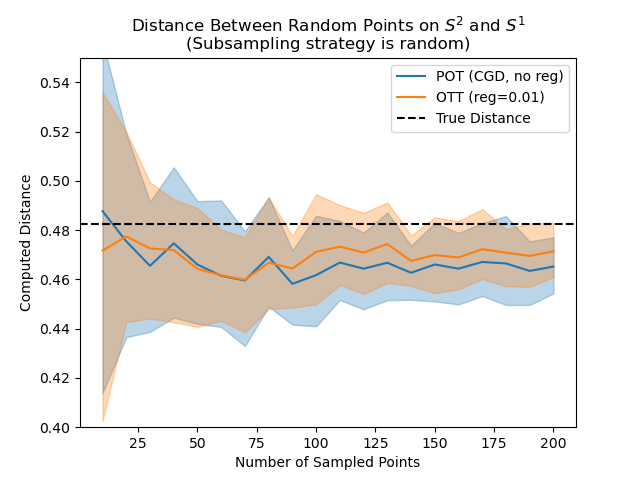 Distance Between Random Points on $S^2$ and $S^1$
(Subsampling strategy is random)
POT (CGD, no reg)
OTT (reg=0.01)
True Distance
0.54
0.52
0.50
0.48
0.46
0.44
0.42
0.40
Computed Distance
25 50 75 100 125 150 175 200
Number of Sampled Points